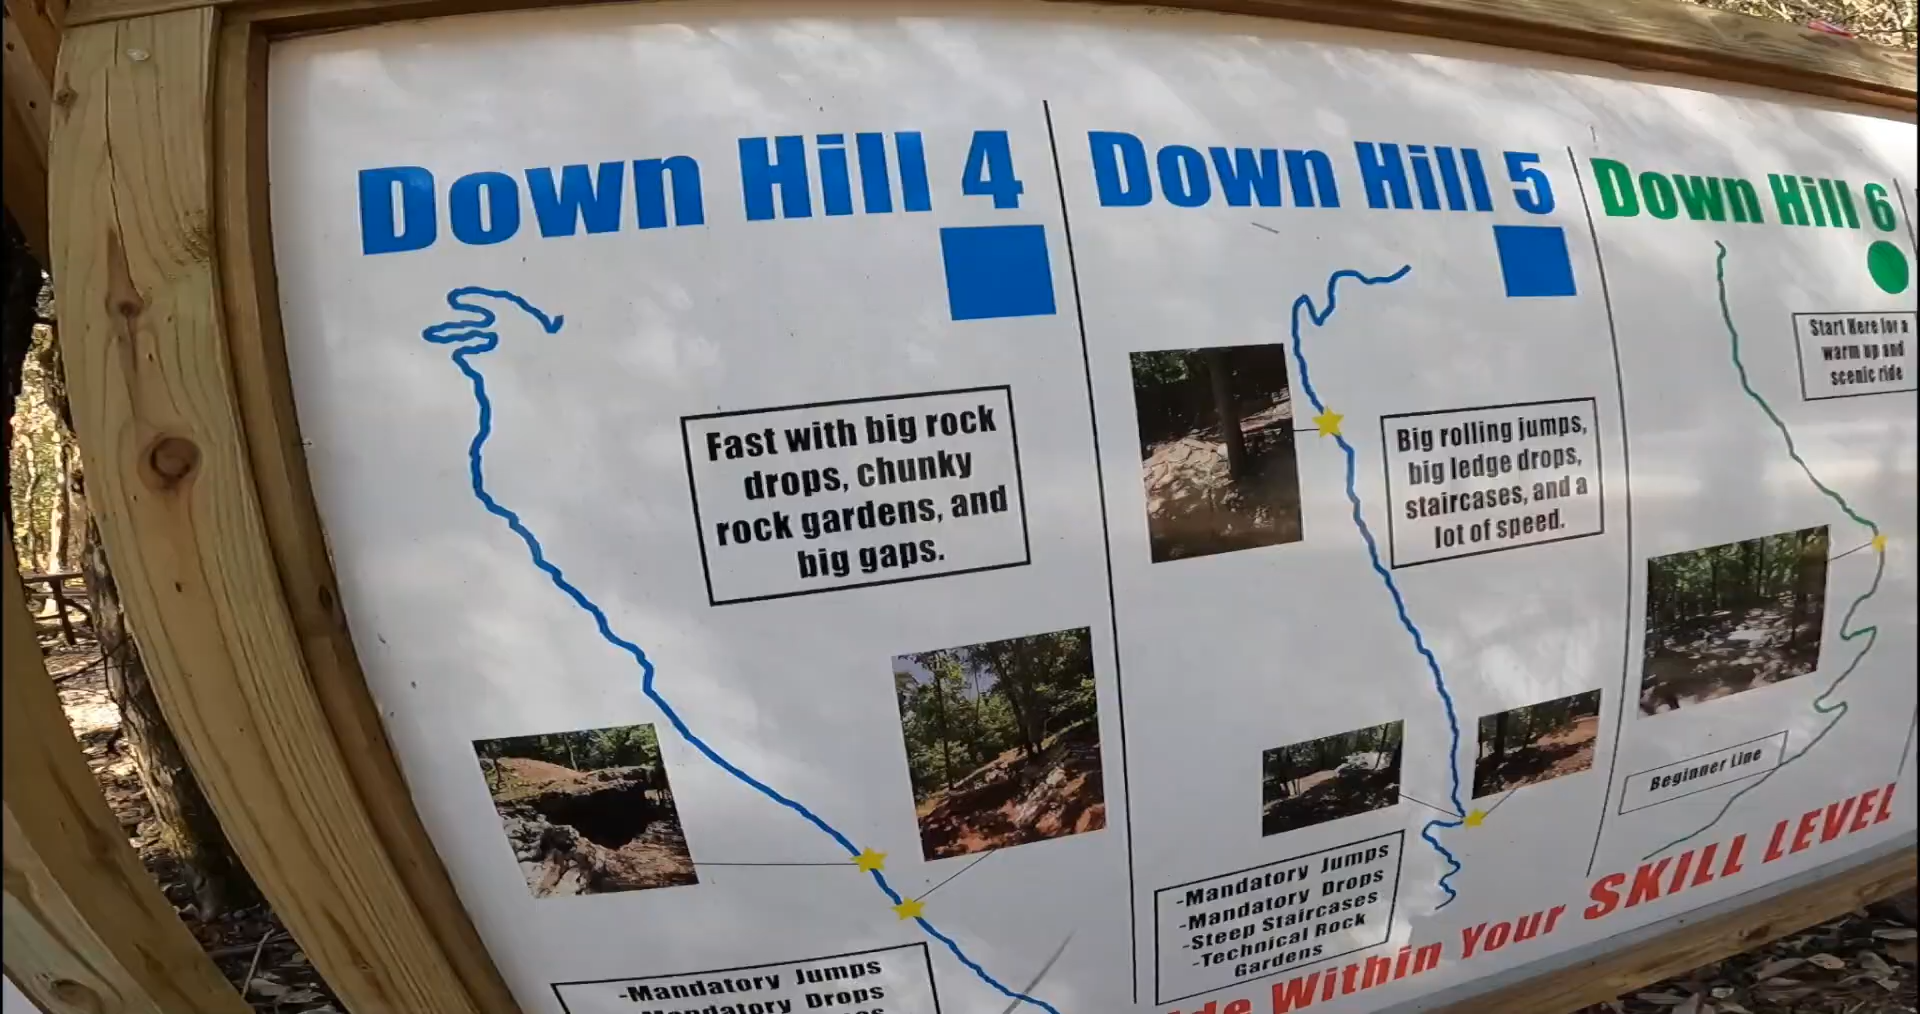 Down Hill 4
Fast with big rock
drops, chunky
rock gardens, and
big gaps.
-Mandatory Jumps
Drops
Down Hill 5
Big rolling jumps,
big ledge drops,
staircases, and a
lot of speed.
-Mandatory Jumps
-Mandatory Drops
-Steep Staircases
-Technical Rock
Gardens
Down Hill 6
Start Here for a
warm up and
scenic ride
Beginner Line
Within Your SKILL LEVEL